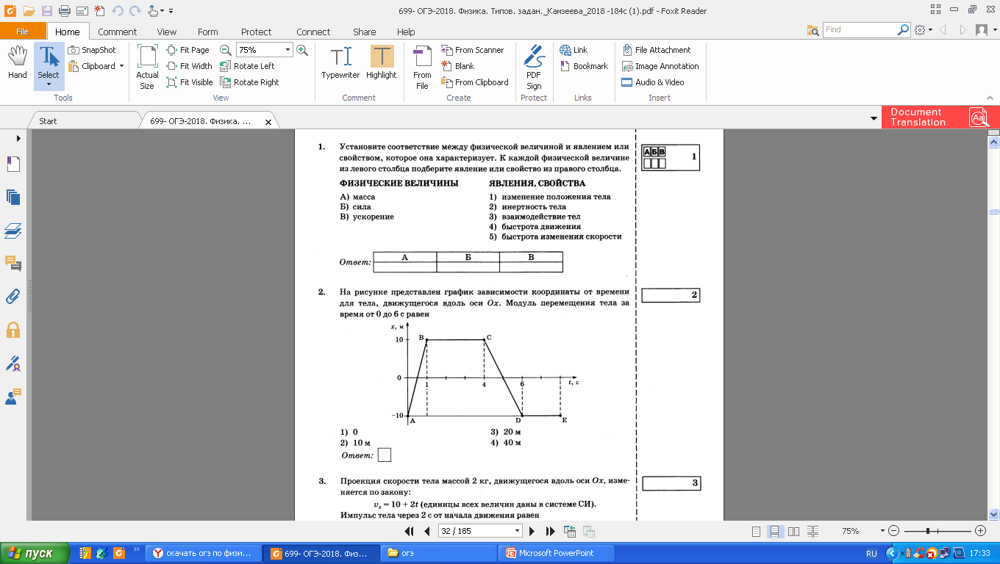 699- ОГЭ-2018. Физика. Типов. задан._Камзеева_2018 -184с (1).pdf - Foxit Reader
File Home Comment View Form Protect Connect Share Help Find
Hand
Select
SnapShot
Clipboard
Tools
Actual Size
Fit Page
Fit Width
Fit Visible
75%
Rotate Left
Rotate Right
View
Typewriter
Highlight
Comment
From File
From Scanner
Blank
From Clipboard
Create
PDF Sign
Protect
Link
Bookmark
Links
File Attachment
Image Annotation
Audio & Video
Insert
Start
699- ОГЭ-2018. Физика. ...
Document Translation
1. Установите соответствие между физической величиной и явлением или
свойством, которое она характеризует. К каждой физической величине
из левого столбца подберите явление или свойство из правого столбца.
А Б В 1
ФИЗИЧЕСКИЕ ВЕЛИЧИНЫ
А) масса
Б) сила
В) ускорение
ЯВЛЕНИЯ, СВОЙСТВА
1) изменение положения тела
2) инертность тела
3) взаимодействие тел
4) быстрота движения
5) быстрота изменения скорости
Ответ: А Б В
2. На рисунке представлен график зависимости координаты от времени
для тела, движущегося вдоль оси Ox. Модуль перемещения тела за
время от 0 до 6 с равен
2
x, м
10
B
C
0
1
4
6
t, с
−10
A
D
E
1) 0
2) 10 м
3) 20 м
4) 40 м
Ответ:
3. Проекция скорости тела массой 2 кг, движущегося вдоль оси Ox, изме-
няется по закону:
3
vₓ = 10 + 2t (единицы всех величин даны в системе СИ).
Импульс тела через 2 с от начала движения равен
32 / 185
75%
пуск
скачать огэ по физи...
699- ОГЭ-2018. Физ...
огэ
Microsoft PowerPoint
RU
17:33